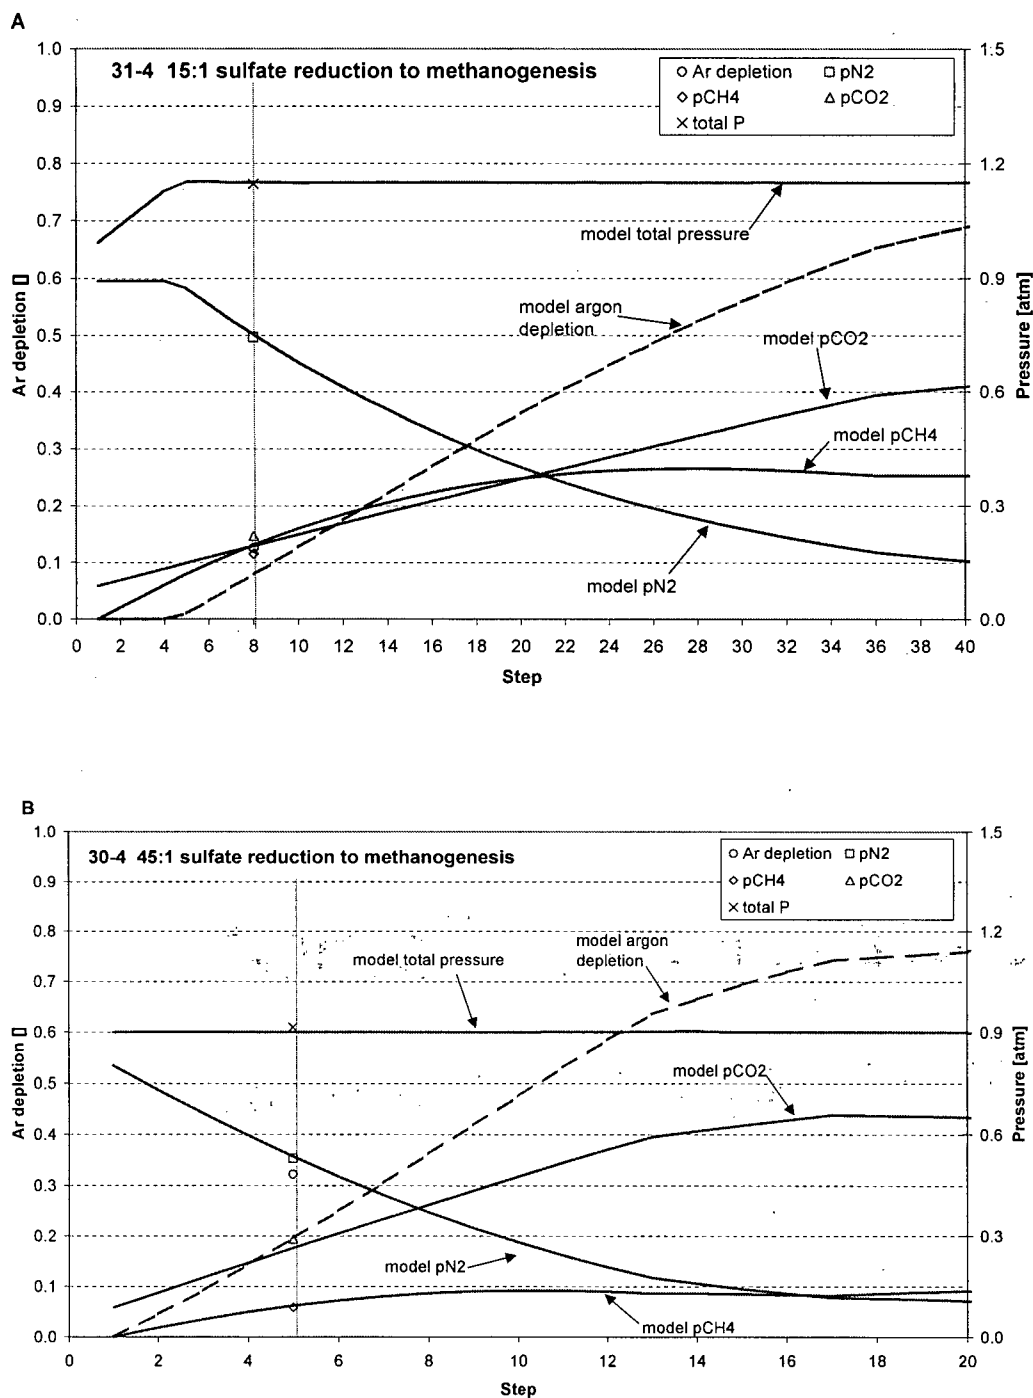 A
31-4 15:1 sulfate reduction to methanogenesis
Ar depletion pN2
pCH4 pCO2
total P
1.0 1.5
0.9
0.8 1.2
0.7
0.6 0.9
0.5
0.4 0.6
0.3
0.2 0.3
0.1
0.0 0.0
Ar depletion []
Pressure [atm]
model total pressure
model argon
depletion
model pCO2
model pCH4
model pN2
0 2 4 6 8 10 12 14 16 18 20 22 24 26 28 30 32 34 36 38 40
Step
B
30-4 45:1 sulfate reduction to methanogenesis
Ar depletion pN2
pCH4 pCO2
total P
1.0 1.5
0.9
0.8 1.2
0.7
0.6 0.9
0.5
0.4 0.6
0.3
0.2 0.3
0.1
0.0 0.0
Ar depletion []
Pressure [atm]
model argon
depletion
model total pressure
model pCO2
model pN2
model pCH4
0 2 4 6 8 10 12 14 16 18 20
Step